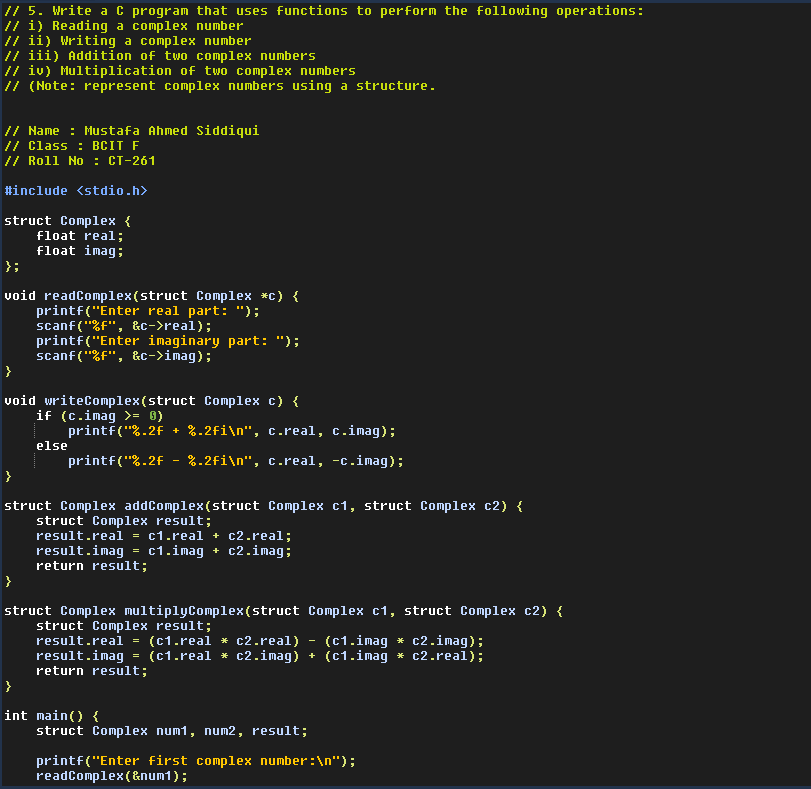 // 5. Write a C program that uses functions to perform the following operations:
// i) Reading a complex number
// ii) Writing a complex number
// iii) Addition of two complex numbers
// iv) Multiplication of two complex numbers
// (Note: represent complex numbers using a structure.
// Name : Mustafa Ahmed Siddiqui
// Class : BCIT F
// Roll No : CT-261
#include <stdio.h>
struct Complex {
    float real;
    float imag;
};
void readComplex(struct Complex *c) {
    printf("Enter real part: ");
    scanf("%f", &c->real);
    printf("Enter imaginary part: ");
    scanf("%f", &c->imag);
}
void writeComplex(struct Complex c) {
    if (c.imag >= 0)
        printf("%.2f + %.2fi\n", c.real, c.imag);
    else
        printf("%.2f - %.2fi\n", c.real, -c.imag);
}
struct Complex addComplex(struct Complex c1, struct Complex c2) {
    struct Complex result;
    result.real = c1.real + c2.real;
    result.imag = c1.imag + c2.imag;
    return result;
}
struct Complex multiplyComplex(struct Complex c1, struct Complex c2) {
    struct Complex result;
    result.real = (c1.real * c2.real) - (c1.imag * c2.imag);
    result.imag = (c1.real * c2.imag) + (c1.imag * c2.real);
    return result;
}
int main() {
    struct Complex num1, num2, result;
    printf("Enter first complex number:\n");
    readComplex(&num1);